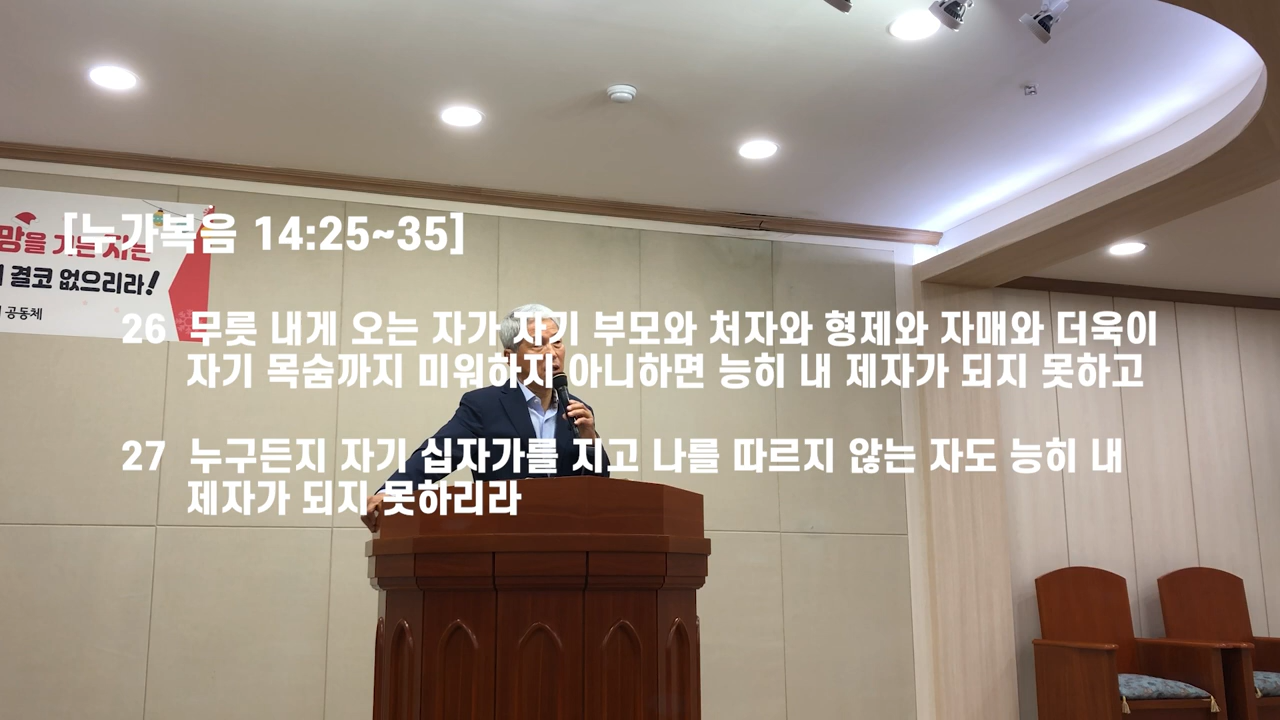 [누가복음 14:25~35]
망을
결코 없으리라!
공동체
26 무릇 내게 오는 자가 자기 부모와 처자와 형제와 자매와 더욱이
자기 목숨까지 미워하지 아니하면 능히 내 제자가 되지 못하고
27 누구든지 자기 십자가를 지고 나를 따르지 않는 자도 능히 내
제자가 되지 못하리라